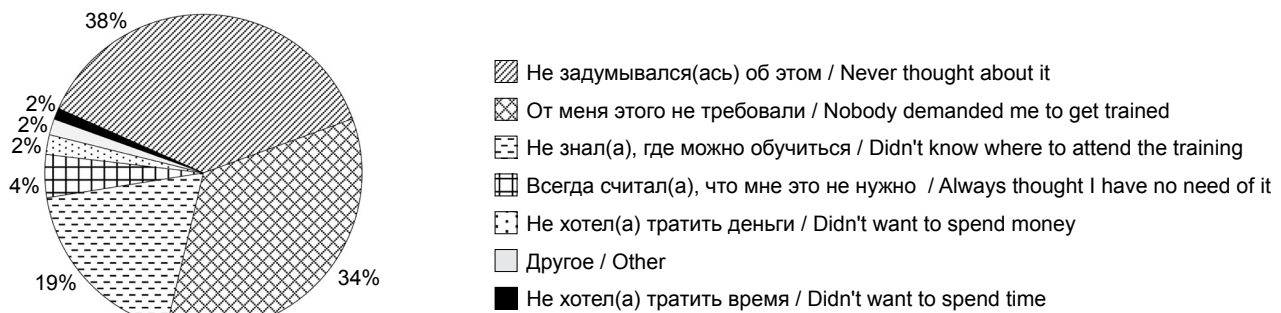 38%
2%
2%
2%
4%
19%
34%
Не задумывался(ась) об этом / Never thought about it
От меня этого не требовали / Nobody demanded me to get trained
Не знал(а), где можно обучиться / Didn't know where to attend the training
Всегда считал(а), что мне это не нужно / Always thought I have no need of it
Не хотел(а) тратить деньги / Didn't want to spend money
Другое / Other
Не хотел(а) тратить время / Didn't want to spend time